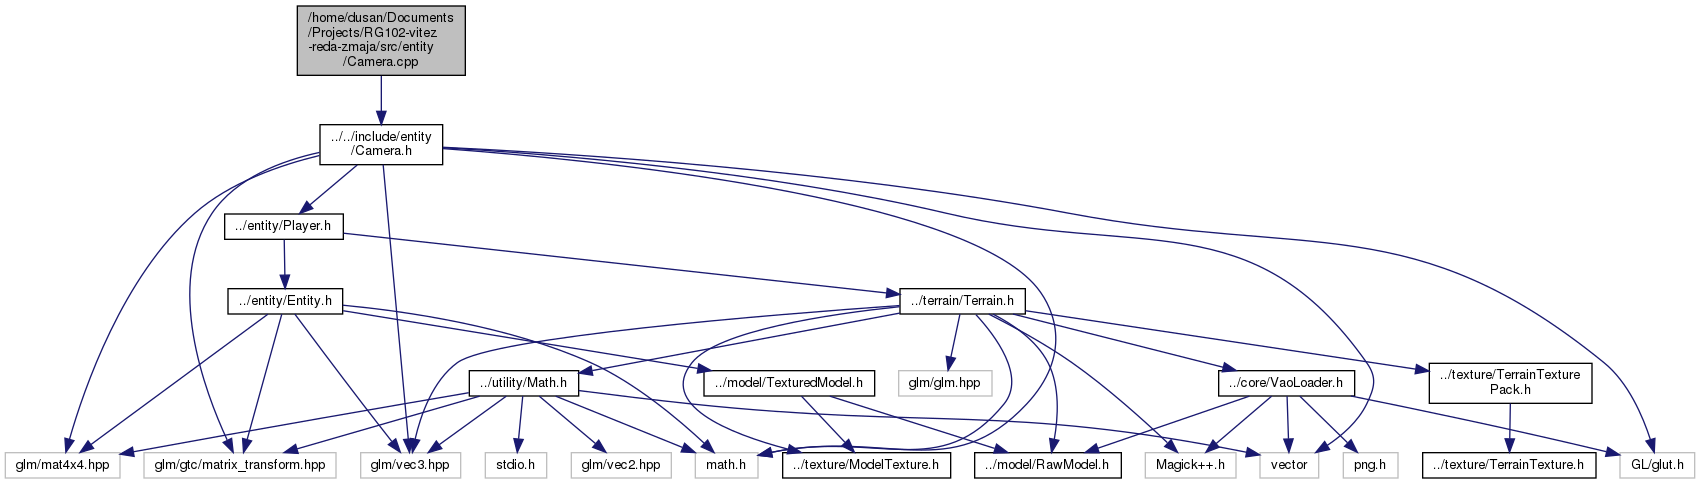 /home/dusan/Documents
/Projects/RG102-vitez
-reda-zmaja/src/entity
/Camera.cpp
../../include/entity
/Camera.h
../entity/Player.h
../entity/Entity.h
../terrain/Terrain.h
../utility/Math.h
../model/TexturedModel.h
glm/glm.hpp
../core/VaoLoader.h
../texture/TerrainTexture
Pack.h
glm/mat4x4.hpp
glm/gtc/matrix_transform.hpp
glm/vec3.hpp
stdio.h
glm/vec2.hpp
math.h
../texture/ModelTexture.h
../model/RawModel.h
Magick++.h
vector
png.h
../texture/TerrainTexture.h
GL/glut.h